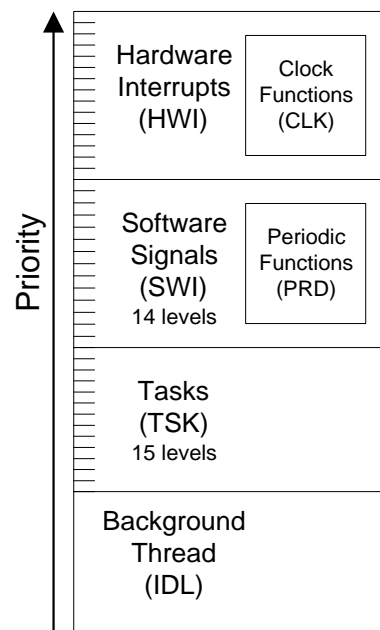 Priority
Hardware
Interrupts
(HWI)
Clock
Functions
(CLK)
Software
Signals
(SWI)
14 levels
Periodic
Functions
(PRD)
Tasks
(TSK)
15 levels
Background
Thread
(IDL)